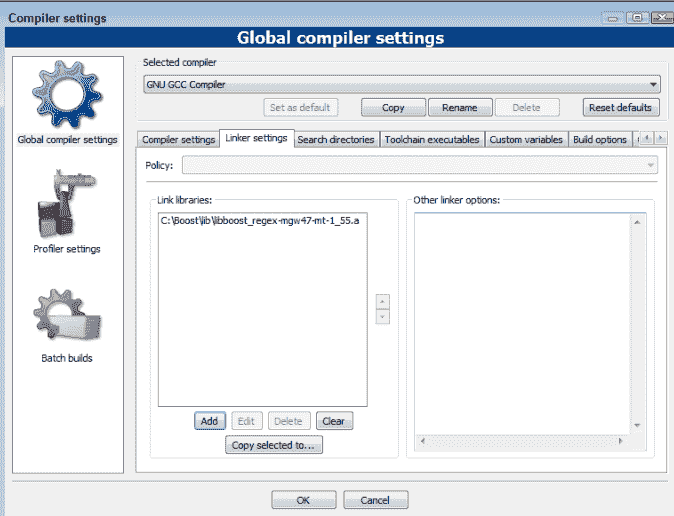 Compiler settings
Global compiler settings
Selected compiler
GNU GCC Compiler
Set as default Copy Rename Delete Reset defaults
Global compiler settings
Compiler settings Linker settings Search directories Toolchain executables Custom variables Build options
Policy:
Link libraries: Other linker options:
C:\Boost\lib\libboost_regex-mgw47-mt-1_55.a
Profiler settings
Batch builds
Add Edit Delete Clear
Copy selected to...
OK Cancel